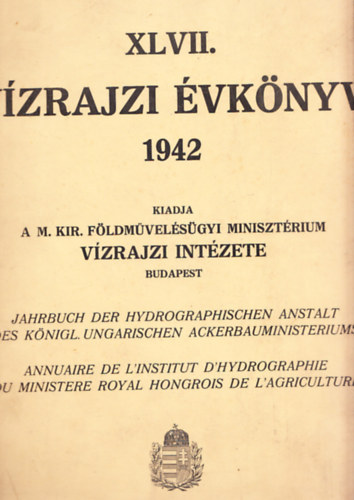 XLVII.
VÍZRAJZI ÉVKÖNYV
1942
KIADJA
A M. KIR. FÖLDMŰVELÉSÜGYI MINISZTÉRIUM
VÍZRAJZI INTÉZETE
BUDAPEST
JAHRBUCH DER HYDROGRAPHISCHEN ANSTALT
DES KÖNIGL. UNGARISCHEN ACKERBAUMINISTERIUMS
ANNUAIRE DE L'INSTITUT D'HYDROGRAPHIE
DU MINISTERE ROYAL HONGROIS DE L'AGRICULTURE